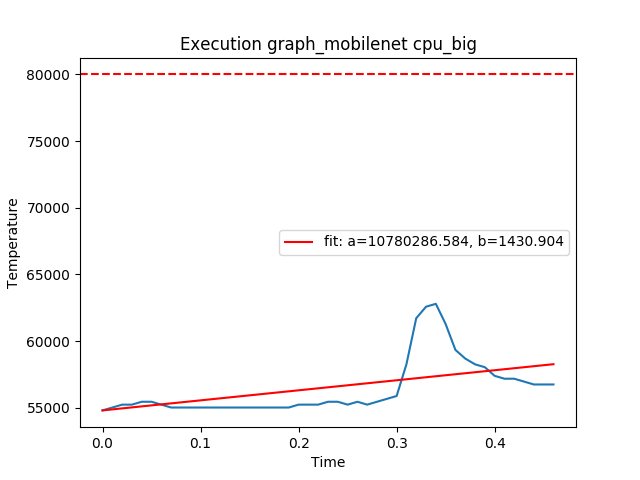 Execution graph_mobilenet cpu_big
80000
75000
70000
65000
60000
55000
Temperature
fit: a=10780286.584, b=1430.904
0.0 0.1 0.2 0.3 0.4
Time